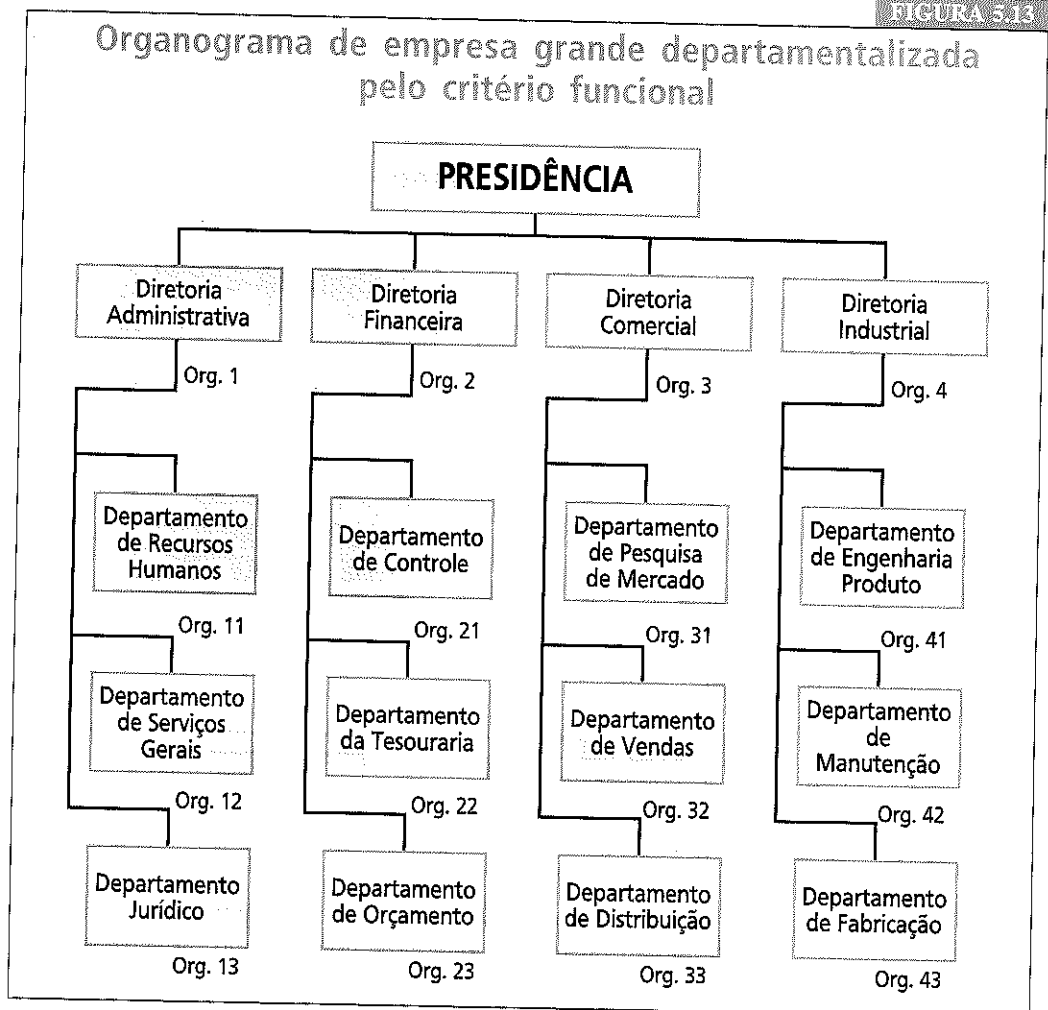 FIGURA 5.13
Organograma de empresa grande departamentalizada
pelo critério funcional
PRESIDÊNCIA
Diretoria
Administrativa
Org. 1
Departamento
de Recursos
Humanos
Org. 11
Departamento
de Serviços
Gerais
Org. 12
Departamento
Jurídico
Org. 13
Diretoria
Financeira
Org. 2
Departamento
de Controle
Org. 21
Departamento
da Tesouraria
Org. 22
Departamento
de Orçamento
Org. 23
Diretoria
Comercial
Org. 3
Departamento
de Pesquisa
de Mercado
Org. 31
Departamento
de Vendas
Org. 32
Departamento
de Distribuição
Org. 33
Diretoria
Industrial
Org. 4
Departamento
de Engenharia
Produto
Org. 41
Departamento
de
Manutenção
Org. 42
Departamento
de Fabricação
Org. 43